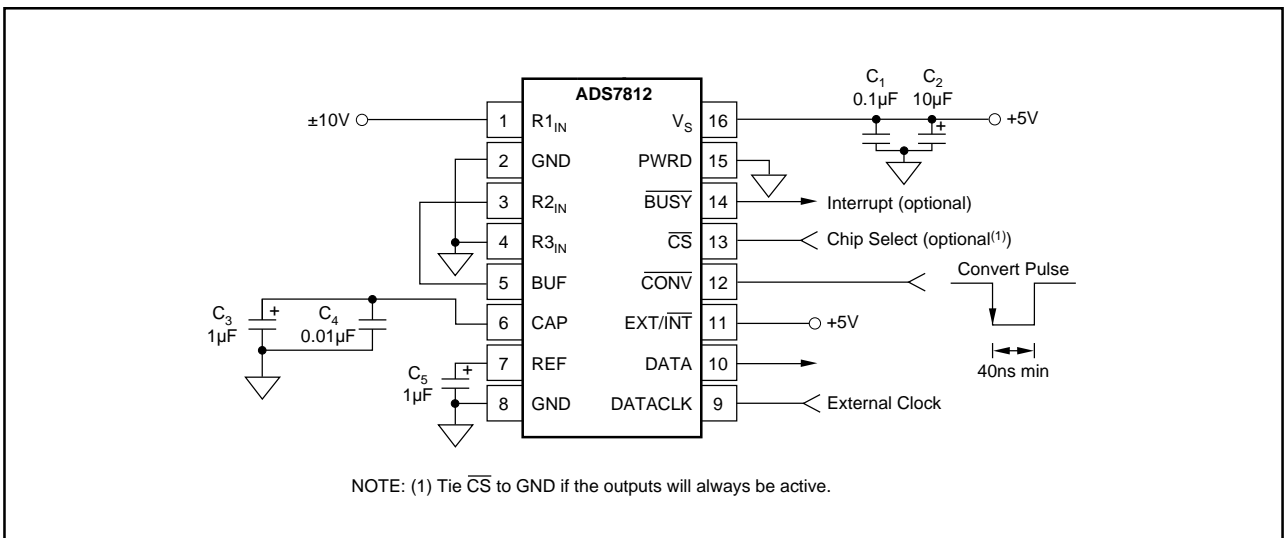 ADS7812
±10V
1 R1IN
2 GND
3 R2IN
4 R3IN
5 BUF
6 CAP
7 REF
8 GND
VS 16
PWRD 15
BUSY 14
CS 13
CONV 12
EXT/INT 11
DATA 10
DATACLK 9
C1
0.1µF
C2
10µF
+
+5V
Interrupt (optional)
Chip Select (optional(1))
Convert Pulse
+5V
40ns min
External Clock
C3
1µF
+
C4
0.01µF
C5
1µF
+
NOTE: (1) Tie CS to GND if the outputs will always be active.